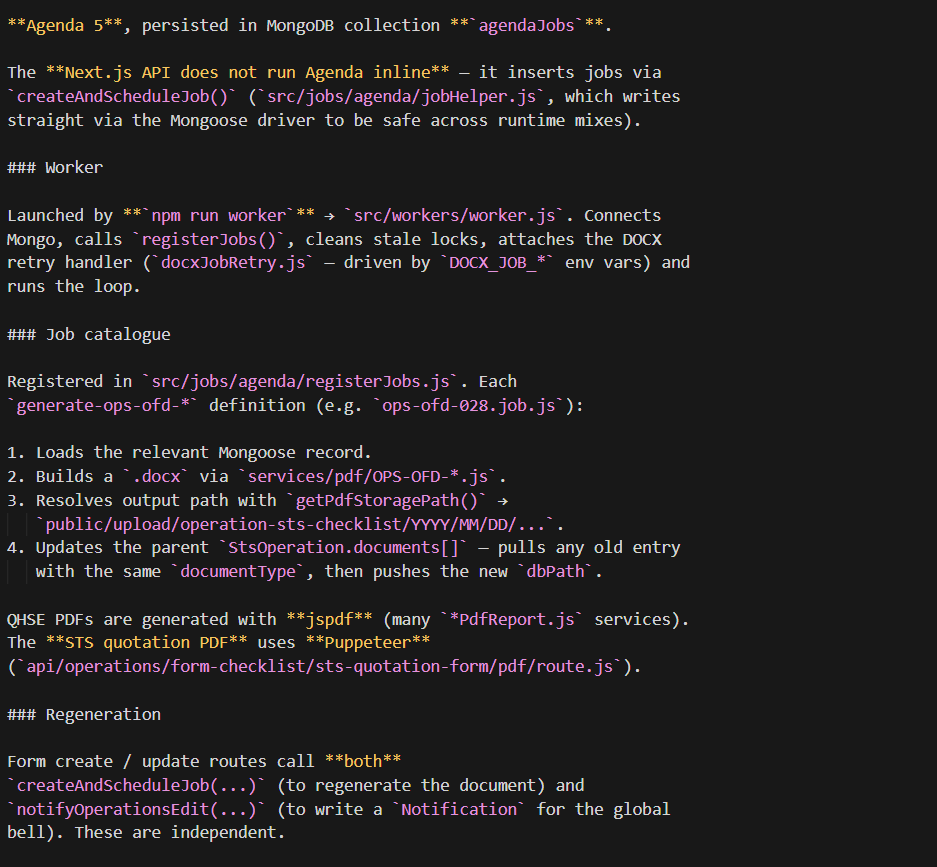 **Agenda 5**, persisted in MongoDB collection **`agendaJobs`**.
The **Next.js API does not run Agenda inline** — it inserts jobs via
`createAndScheduleJob()` (`src/jobs/agenda/jobHelper.js`, which writes
straight via the Mongoose driver to be safe across runtime mixes).
### Worker
Launched by **`npm run worker`** → `src/workers/worker.js`. Connects
Mongo, calls `registerJobs()`, cleans stale locks, attaches the DOCX
retry handler (`docxJobRetry.js` — driven by `DOCX_JOB_*` env vars) and
runs the loop.
### Job catalogue
Registered in `src/jobs/agenda/registerJobs.js`. Each
`generate-ops-ofd-*` definition (e.g. `ops-ofd-028.job.js`):
1. Loads the relevant Mongoose record.
2. Builds a `.docx` via `services/pdf/OPS-OFD-*.js`.
3. Resolves output path with `getPdfStoragePath()` →
`public/upload/operation-sts-checklist/YYYY/MM/DD/...`.
4. Updates the parent `StsOperation.documents[]` — pulls any old entry
with the same `documentType`, then pushes the new `dbPath`.
QHSE PDFs are generated with **jspdf** (many `*PdfReport.js` services).
The **STS quotation PDF** uses **Puppeteer**
(`api/operations/form-checklist/sts-quotation-form/pdf/route.js`).
### Regeneration
Form create / update routes call **both**
`createAndScheduleJob(...)` (to regenerate the document) and
`notifyOperationsEdit(...)` (to write a `Notification` for the global
bell). These are independent.